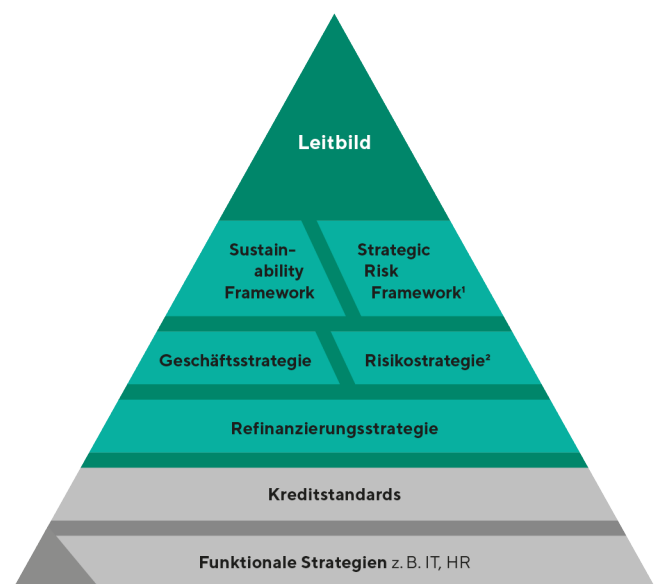 Leitbild
Sustain-
ability
Framework
Strategic
Risk
Framework¹
Geschäftsstrategie
Risikostrategie²
Refinanzierungsstrategie
Kreditstandards
Funktionale Strategien z. B. IT, HR